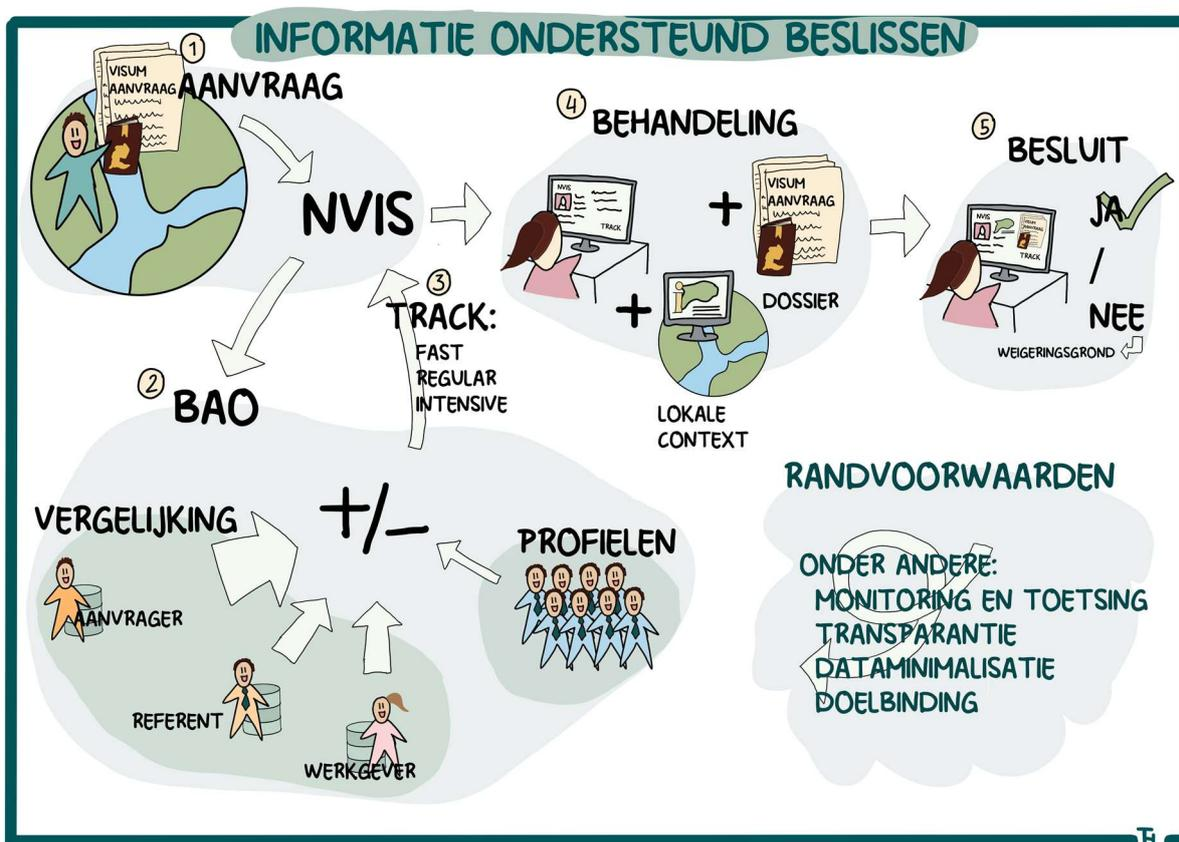 INFORMATIE ONDERSTEUND BESLISSEN
1
AANVRAAG
VISUM
AANVRAAG
NVIS
2
BAO
VERGELIJKING
AANVRAGER
REFERENT
WERKGEVER
+/-
PROFIELEN
3
TRACK:
FAST
REGULAR
INTENSIVE
4
BEHANDELING
NVIS
TRACK
+
VISUM
AANVRAAG
DOSSIER
+
i
LOKALE
CONTEXT
5
BESLUIT
NVIS
VISUM
AANVRAAG
TRACK
JA
/
NEE
WEIGERINGSGROND
RANDVOORWAARDEN
ONDER ANDERE:
MONITORING EN TOETSING
TRANSPARANTIE
DATAMINIMALISATIE
DOELBINDING